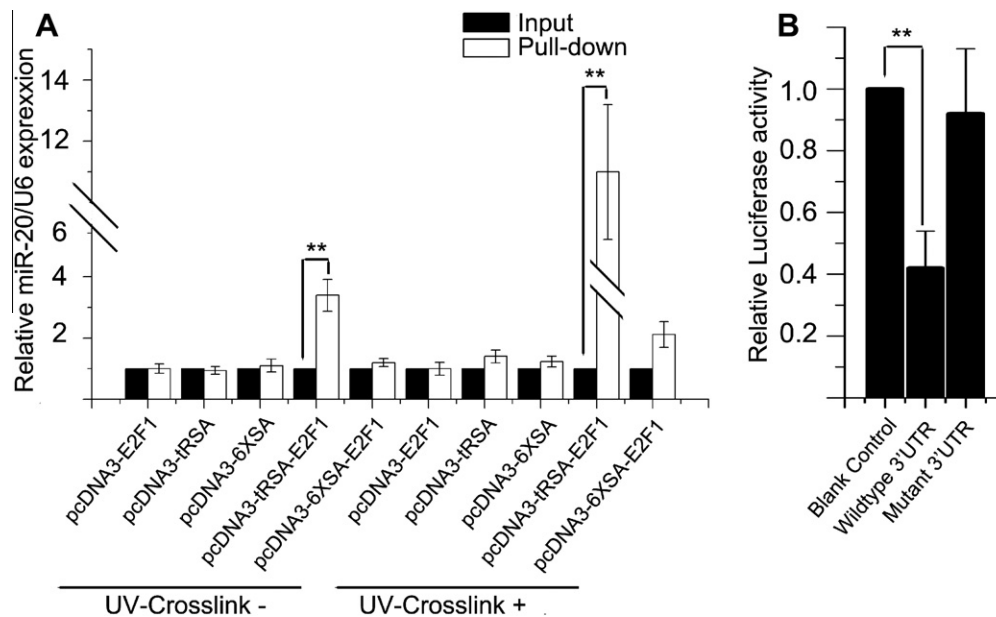 A
Input
Pull-down
Relative miR-20/U6 exprexxion
14
12
6
4
2
**
**
pcDNA3-E2F1
pcDNA3-tRSA
pcDNA3-6XSA
pcDNA3-tRSA-E2F1
pcDNA3-6XSA-E2F1
pcDNA3-E2F1
pcDNA3-tRSA
pcDNA3-6XSA
pcDNA3-tRSA-E2F1
pcDNA3-6XSA-E2F1
UV-Crosslink -
UV-Crosslink +
B
**
Relative Luciferase activity
1.0
0.8
0.6
0.4
0.2
Blank Control
Wildtype 3'UTR
Mutant 3'UTR